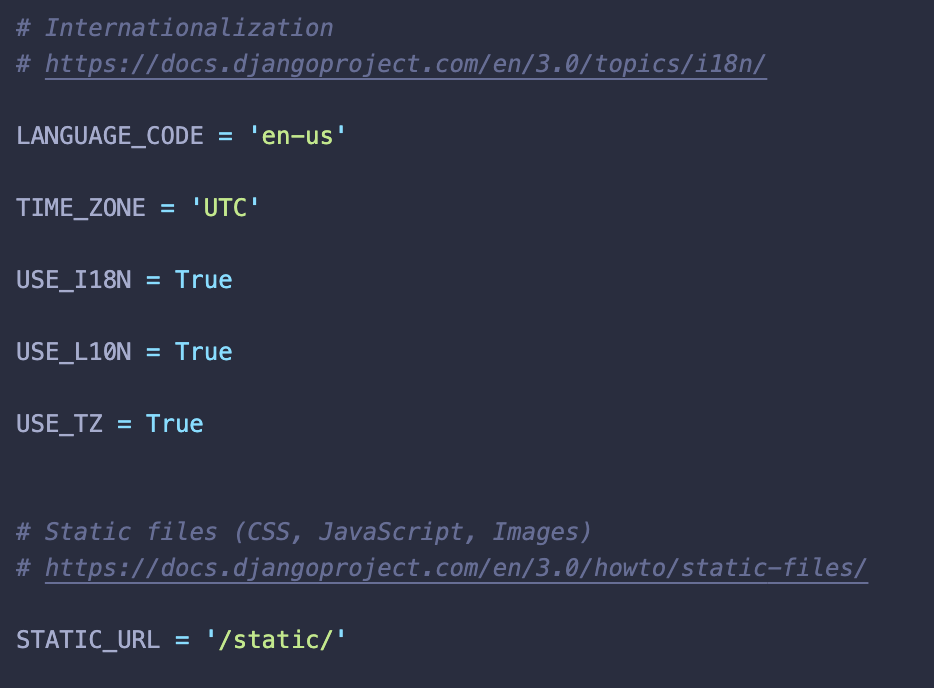 # Internationalization
# https://docs.djangoproject.com/en/3.0/topics/i18n/
LANGUAGE_CODE = 'en-us'
TIME_ZONE = 'UTC'
USE_I18N = True
USE_L10N = True
USE_TZ = True
# Static files (CSS, JavaScript, Images)
# https://docs.djangoproject.com/en/3.0/howto/static-files/
STATIC_URL = '/static/'